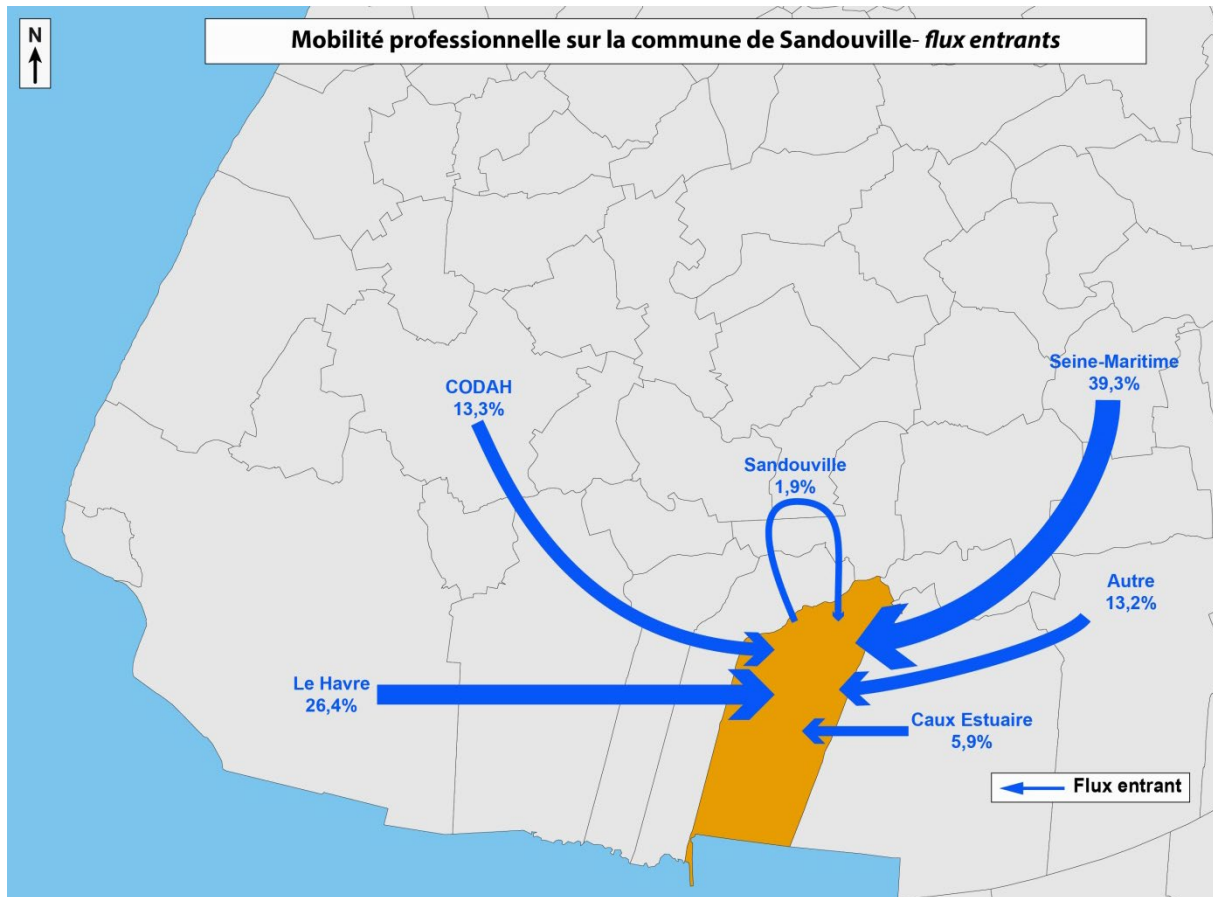 N
Mobilité professionnelle sur la commune de Sandouville- flux entrants
Seine-Maritime
39,3%
CODAH
13,3%
Sandouville
1,9%
Autre
13,2%
Le Havre
26,4%
Caux Estuaire
5,9%
Flux entrant